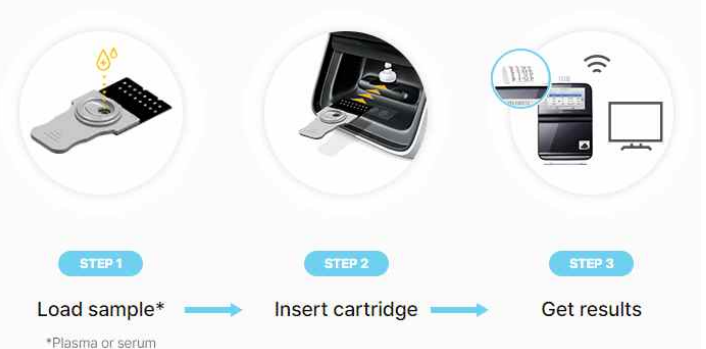 STEP 1
STEP 2
STEP 3
Load sample*
Insert cartridge
Get results
*Plasma or serum